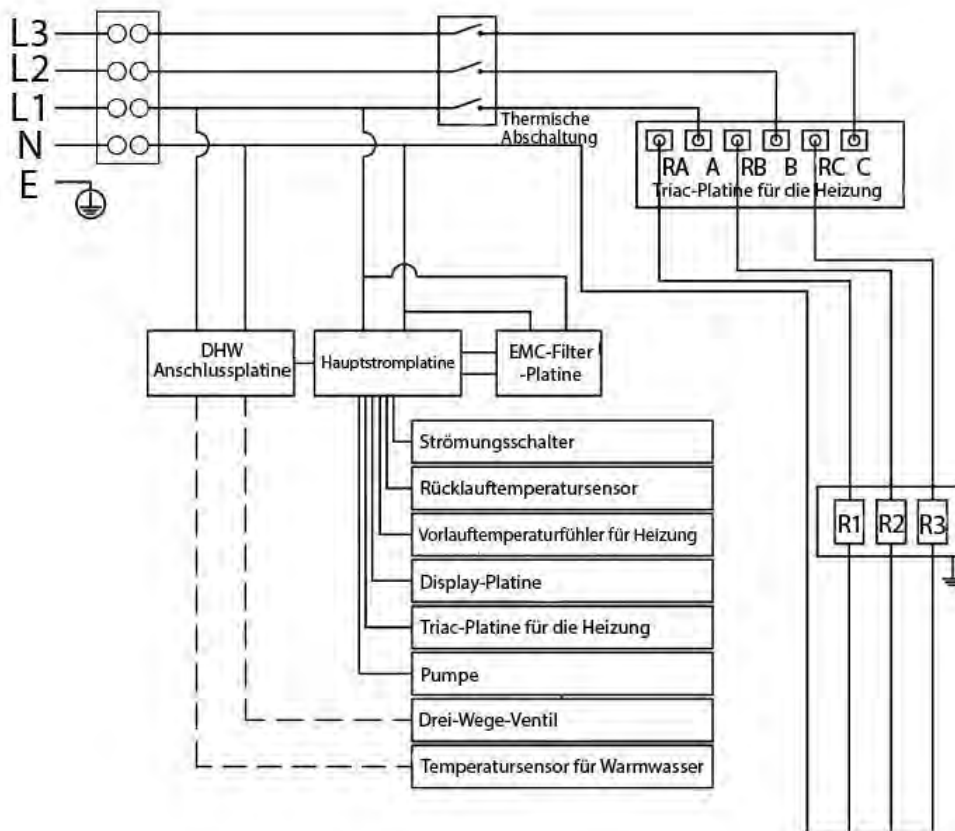 L3
L2
L1
N
E
Thermische
Abschaltung
RA A RB B RC C
Triac-Platine für die Heizung
DHW
Anschlussplatine
Hauptstromplatine
EMC-Filter
-Platine
Strömungsschalter
Rücklauftemperatursensor
Vorlauftemperaturfühler für Heizung
Display-Platine
Triac-Platine für die Heizung
Pumpe
Drei-Wege-Ventil
Temperatursensor für Warmwasser
R1 R2 R3